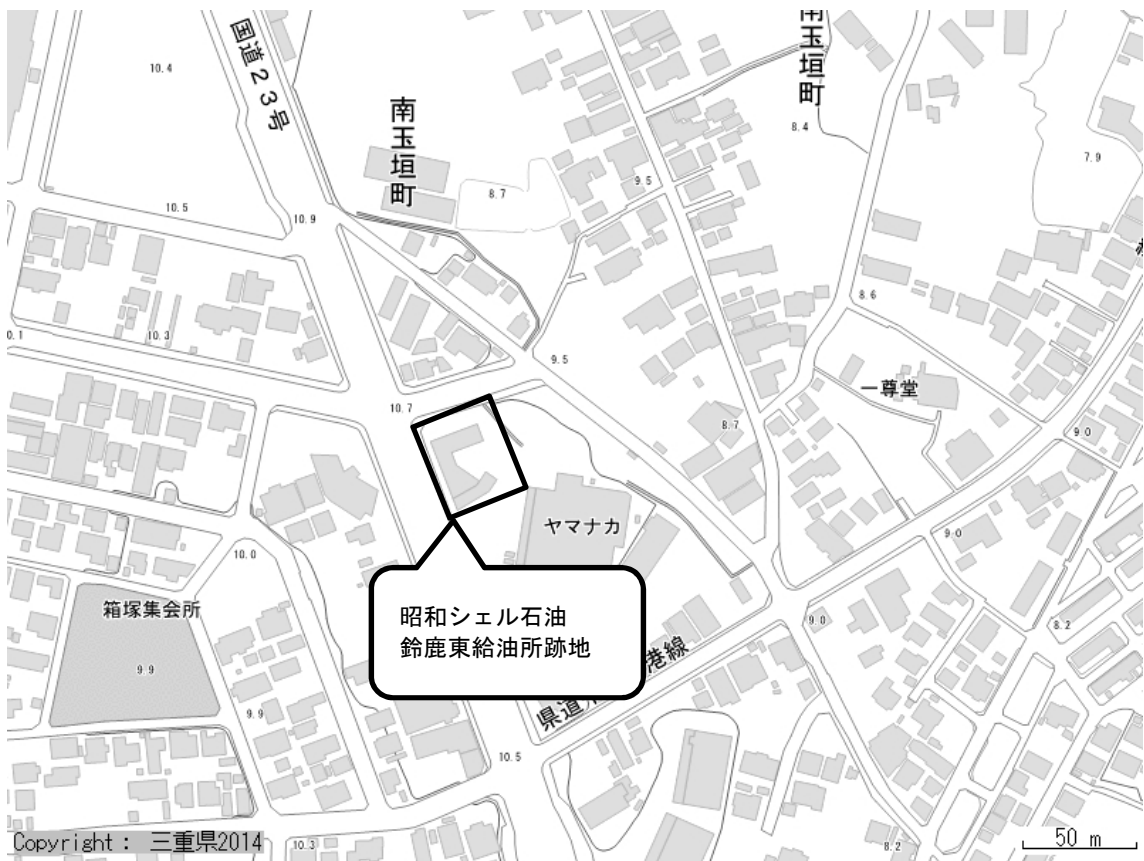 国道23号
南玉垣町
南玉垣町
10.4
8.4
7.9
9.5
8.7
10.5
10.9
8.6
10.3
9.5
一尊堂
10.7
8.7
9.0
ヤマナカ
9.0
10.0
箱塚集会所
昭和シェル石油
鈴鹿東給油所跡地
9.0
8.2
港線
9.9
9.9
県道
10.5
Copyright : 三重県2014
10.3
8.2
50 m